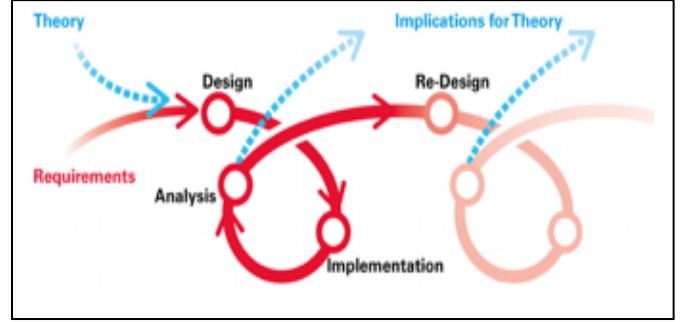 Theory
Implications for Theory
Design
Re-Design
Requirements
Analysis
Implementation